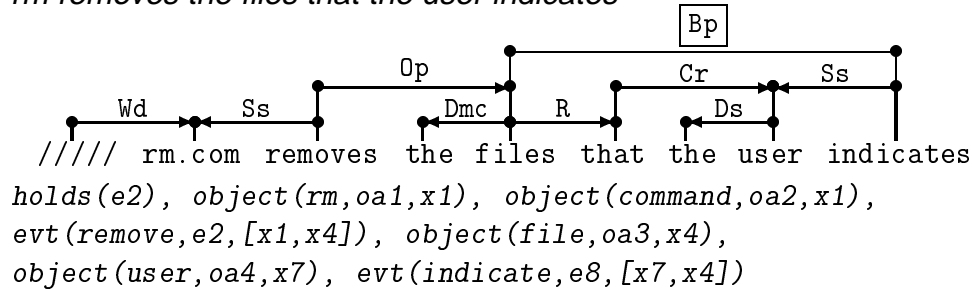 rm removes the files that the user indicates
Bp
Op Cr Ss
Wd Ss Dmc R Ds
///// rm.com removes the files that the user indicates
holds(e2), object(rm,oa1,x1), object(command,oa2,x1),
evt(remove,e2,[x1,x4]), object(file,oa3,x4),
object(user,oa4,x7), evt(indicate,e8,[x7,x4])